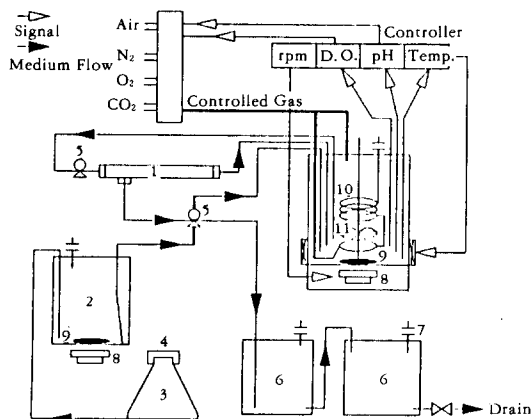 Signal
Medium Flow
Air
N₂
O₂
CO₂
Controlled Gas
Controller
rpm D.O. pH Temp.
5
1
5
10
11
9
8
2
9
8
4
3
6
6
7
Drain